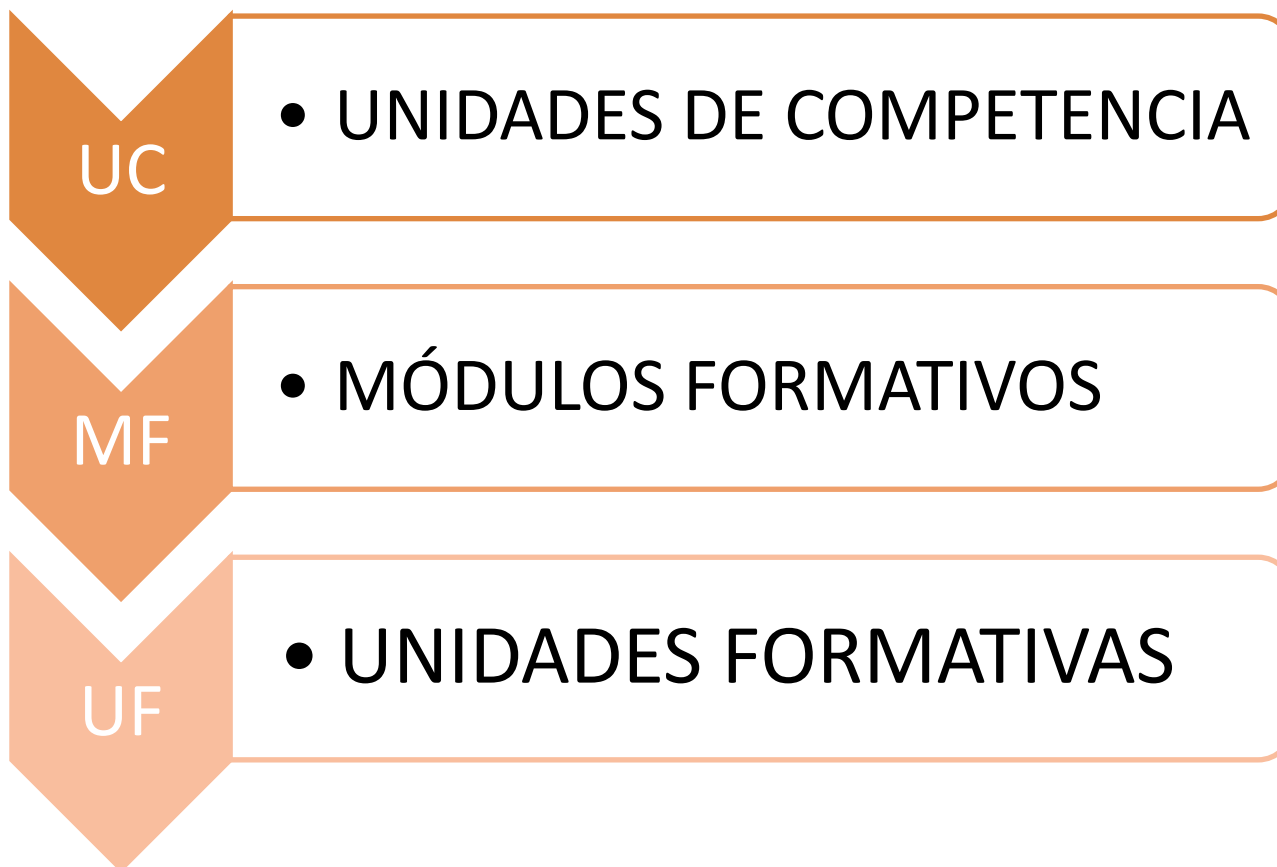 UC
• UNIDADES DE COMPETENCIA
MF
• MÓDULOS FORMATIVOS
UF
• UNIDADES FORMATIVAS